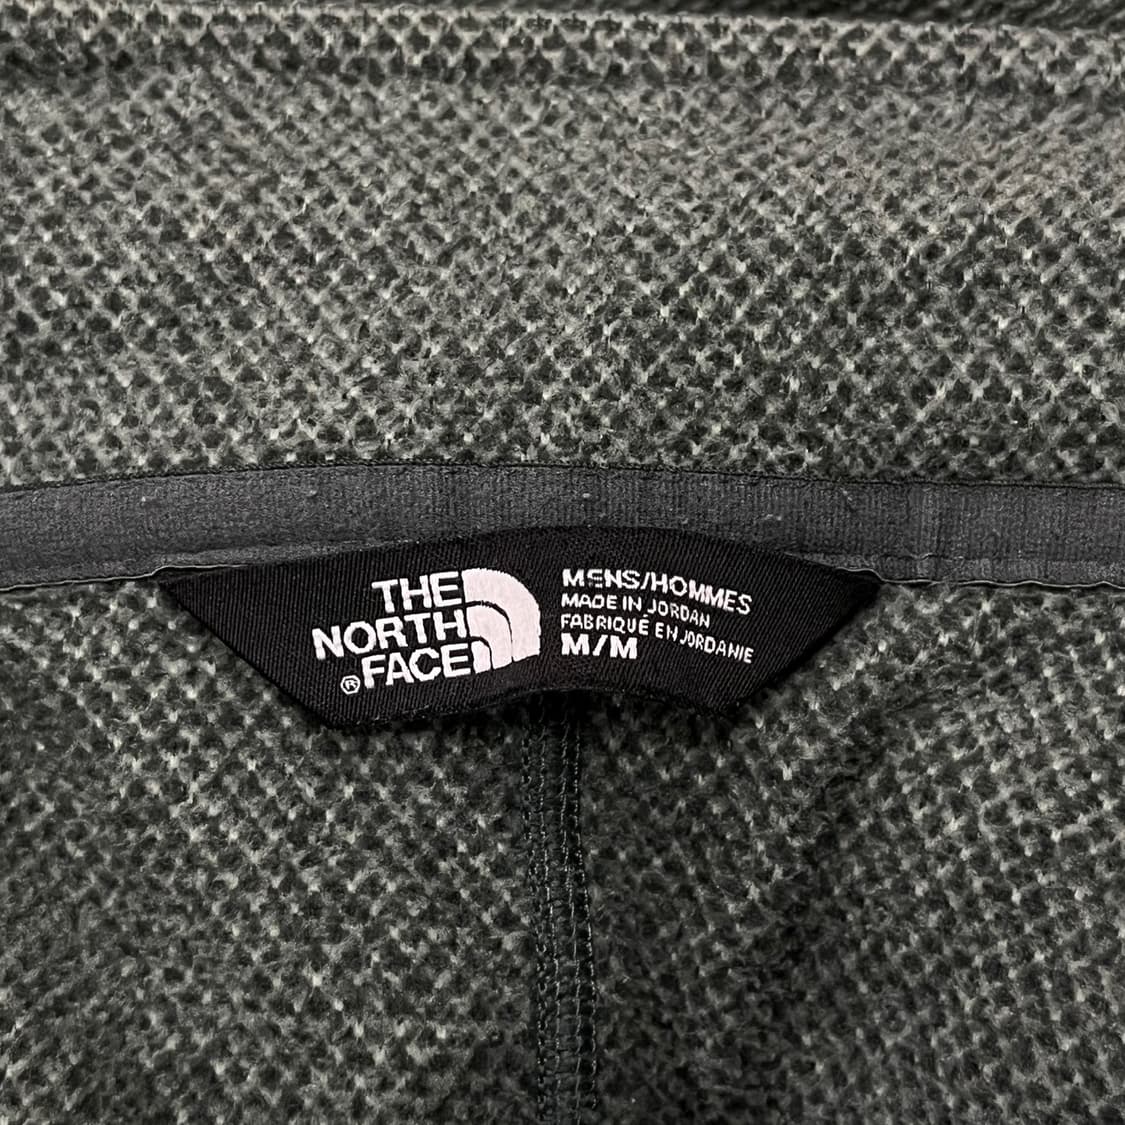 THE
NORTH
FACE
®
MENS/HOMMES
MADE IN JORDAN
FABRIQUÉ EN JORDANIE
M/M